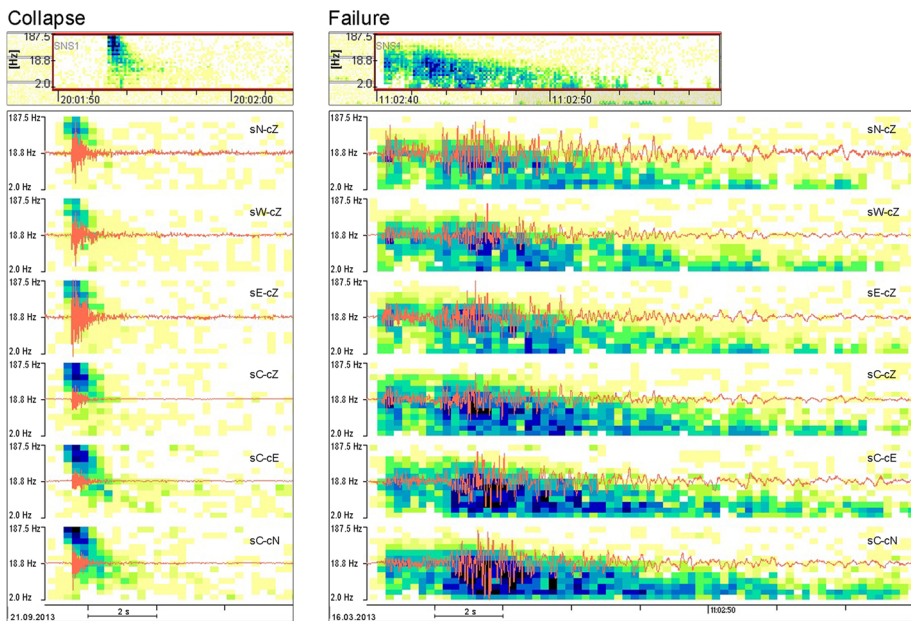 Collapse Failure
187.5 SNS1 187.5 SNS1
[Hz] 18.8 [Hz] 18.8
2.0 2.0
20:01:50 20:02:00 11:02:40 11:02:50
187.5 Hz sN-cZ 187.5 Hz sN-cZ
18.8 Hz 18.8 Hz
2.0 Hz 2.0 Hz
187.5 Hz sW-cZ 187.5 Hz sW-cZ
18.8 Hz 18.8 Hz
2.0 Hz 2.0 Hz
187.5 Hz sE-cZ 187.5 Hz sE-cZ
18.8 Hz 18.8 Hz
2.0 Hz 2.0 Hz
187.5 Hz sC-cZ 187.5 Hz sC-cZ
18.8 Hz 18.8 Hz
2.0 Hz 2.0 Hz
187.5 Hz sC-cE 187.5 Hz sC-cE
18.8 Hz 18.8 Hz
2.0 Hz 2.0 Hz
187.5 Hz sC-cN 187.5 Hz sC-cN
18.8 Hz 18.8 Hz
2.0 Hz 2.0 Hz
2 s 2 s 11:02:50
21.09.2013 16.03.2013